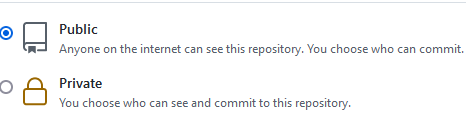 Public
Anyone on the internet can see this repository. You choose who can commit.
Private
You choose who can see and commit to this repository.